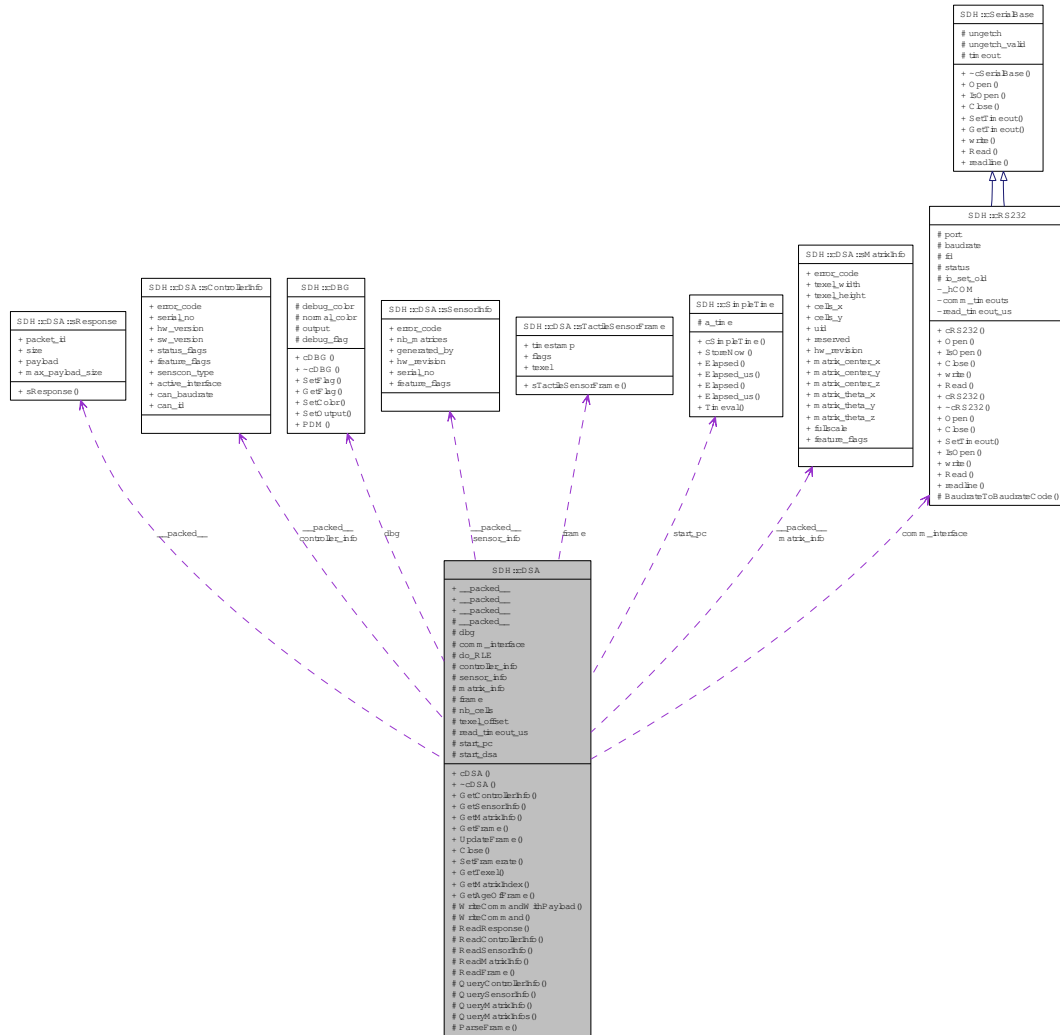 SDH::cSerialBase
# ungetch
# ungetch_valid
# timeout
+ ~cSerialBase()
+ Open()
+ IsOpen()
+ Close()
+ SetTimeout()
+ GetTimeout()
+ write()
+ Read()
+ readline()
SDH::cRS232
# port
# baudrate
# fd
# status
# io_set_old
- _hCOM
- comm_timeouts
- read_timeout_us
+ cRS232()
+ Open()
+ IsOpen()
+ Close()
+ write()
+ Read()
+ cRS232()
+ ~cRS232()
+ Open()
+ Close()
+ SetTimeout()
+ IsOpen()
+ write()
+ Read()
+ readline()
# BaudrateToBaudrateCode()
SDH::cDSA::sResponse
+ packet_id
+ size
+ payload
+ max_payload_size
+ sResponse()
SDH::cDSA::sControllerInfo
+ error_code
+ serial_no
+ hw_version
+ sw_version
+ status_flags
+ feature_flags
+ senscon_type
+ active_interface
+ can_baudrate
+ can_id
SDH::cDBG
# debug_color
# normal_color
# output
# debug_flag
+ cDBG()
+ ~cDBG()
+ SetFlag()
+ GetFlag()
+ SetColor()
+ SetOutput()
+ PDM()
SDH::cDSA::sSensorInfo
+ error_code
+ nb_matrices
+ generated_by
+ hw_revision
+ serial_no
+ feature_flags
SDH::cDSA::sTactileSensorFrame
+ timestamp
+ flags
+ texel
+ sTactileSensorFrame()
SDH::cSimpleTime
# a_time
+ cSimpleTime()
+ StoreNow()
+ Elapsed()
+ Elapsed_us()
+ Elapsed()
+ Elapsed_us()
+ Timeval()
SDH::cDSA::sMatrixInfo
+ error_code
+ texel_width
+ texel_height
+ cells_x
+ cells_y
+ uid
+ reserved
+ hw_revision
+ matrix_center_x
+ matrix_center_y
+ matrix_center_z
+ matrix_theta_x
+ matrix_theta_y
+ matrix_theta_z
+ fullscale
+ feature_flags
__packed__
__packed__
controller_info
dbg
__packed__
sensor_info
frame
start_pc
__packed__
matrix_info
comm_interface
SDH::cDSA
+ __packed__
+ __packed__
+ __packed__
# __packed__
# dbg
# comm_interface
# do_RLE
# controller_info
# sensor_info
# matrix_info
# frame
# nb_cells
# texel_offset
# read_timeout_us
# start_pc
# start_dsa
+ cDSA()
+ ~cDSA()
+ GetControllerInfo()
+ GetSensorInfo()
+ GetMatrixInfo()
+ GetFrame()
+ UpdateFrame()
+ Close()
+ SetFramerate()
+ GetTexel()
+ GetMatrixIndex()
+ GetAgeOfFrame()
# WriteCommandWithPayload()
# WriteCommand()
# ReadResponse()
# ReadControllerInfo()
# ReadSensorInfo()
# ReadMatrixInfo()
# ReadFrame()
# QueryControllerInfo()
# QuerySensorInfo()
# QueryMatrixInfo()
# QueryMatrixInfos()
# ParseFrame()